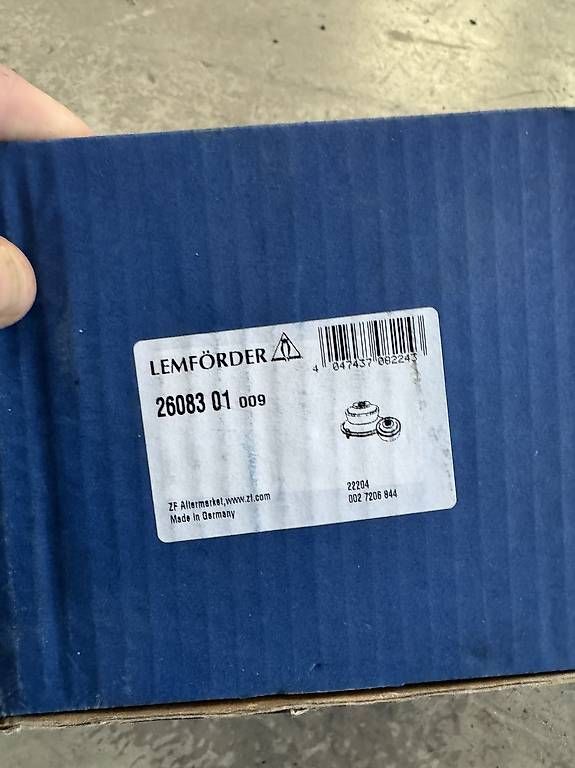 LEMFÖRDER
4 047437 082243
26083 01 009
22204
002 7206 844
ZF Aftermarket,www.zf.com
Made in Germany